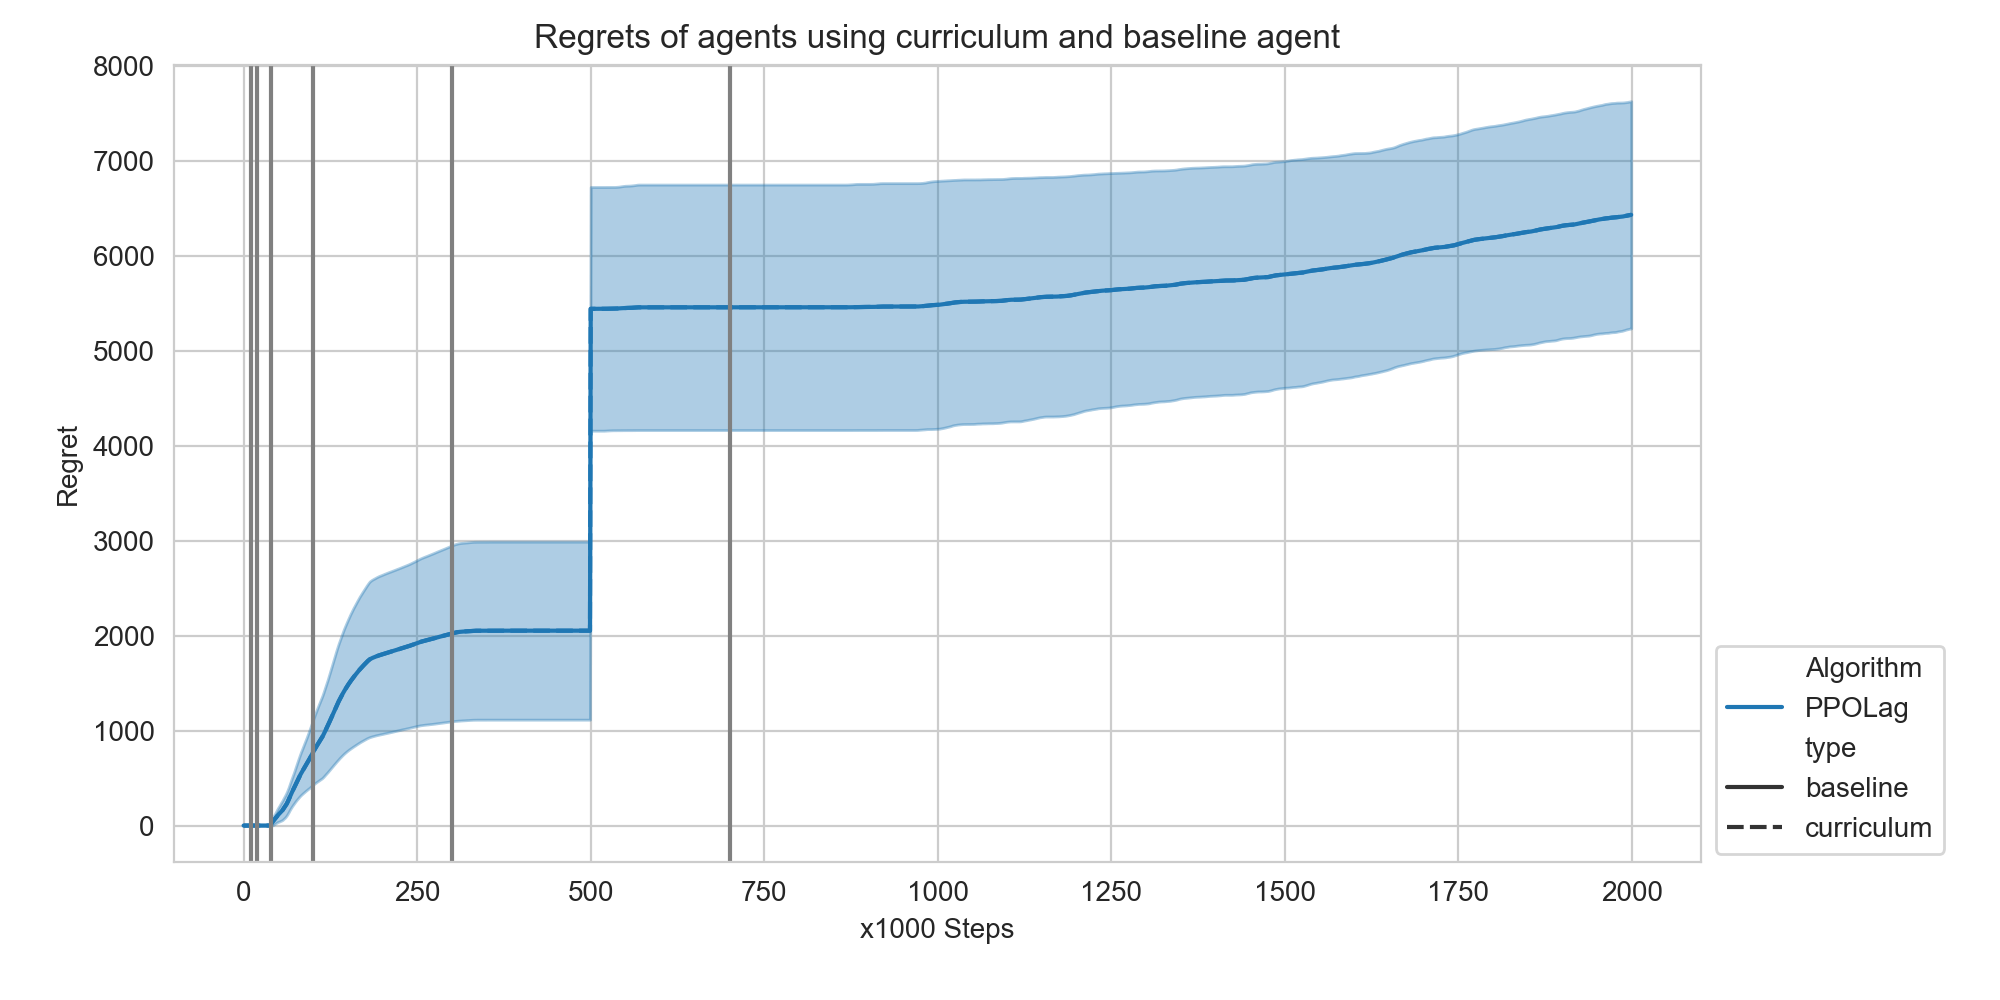 Regrets of agents using curriculum and baseline agent
8000
7000
6000
5000
4000
3000
2000
1000
0
Regret
0 250 500 750 1000 1250 1500 1750 2000
x1000 Steps
Algorithm
PPOLag
type
baseline
curriculum